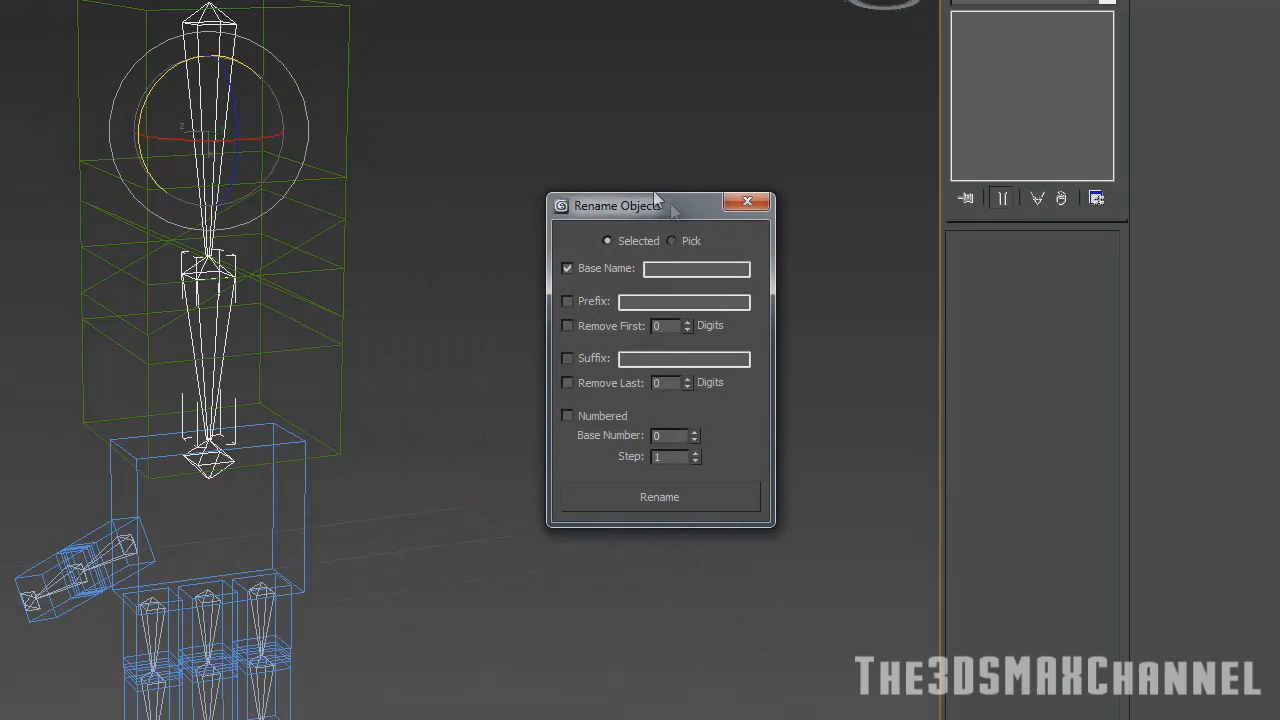 Z
Rename Objects
Selected Pick
Base Name:
Prefix:
Remove First: 0 Digits
Suffix:
Remove Last: 0 Digits
Numbered
Base Number: 0
Step: 1
Rename
The3DSMAXChannel